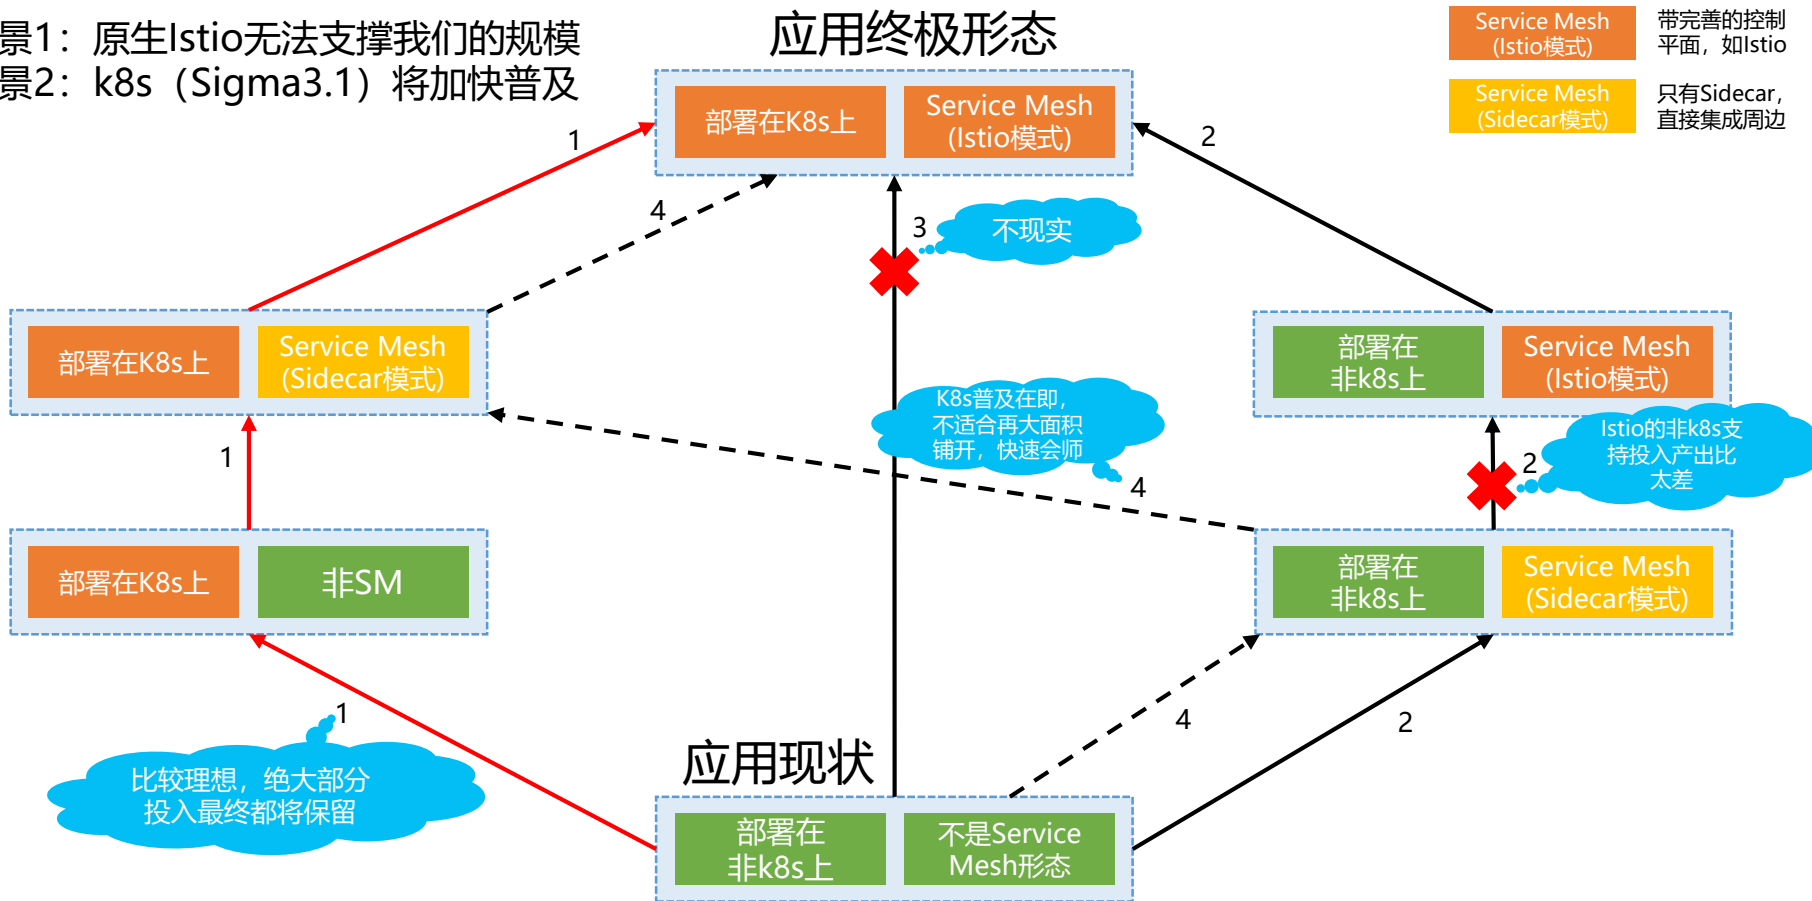 景1：原生Istio无法支撑我们的规模
景2：k8s（Sigma3.1）将加快普及
应用终极形态
Service Mesh
(Istio模式)
带完善的控制
平面，如Istio
Service Mesh
(Sidecar模式)
只有Sidecar，
直接集成周边
部署在K8s上
Service Mesh
(Istio模式)
1
2
4
3
不现实
部署在K8s上
Service Mesh
(Sidecar模式)
部署在
非k8s上
Service Mesh
(Istio模式)
K8s普及在即，
不适合再大面积
铺开，快速会师
Istio的非k8s支
持投入产出比
太差
1
4
2
部署在K8s上
非SM
部署在
非k8s上
Service Mesh
(Sidecar模式)
1
4
2
比较理想，绝大部分
投入最终都将保留
应用现状
部署在
非k8s上
不是Service
Mesh形态